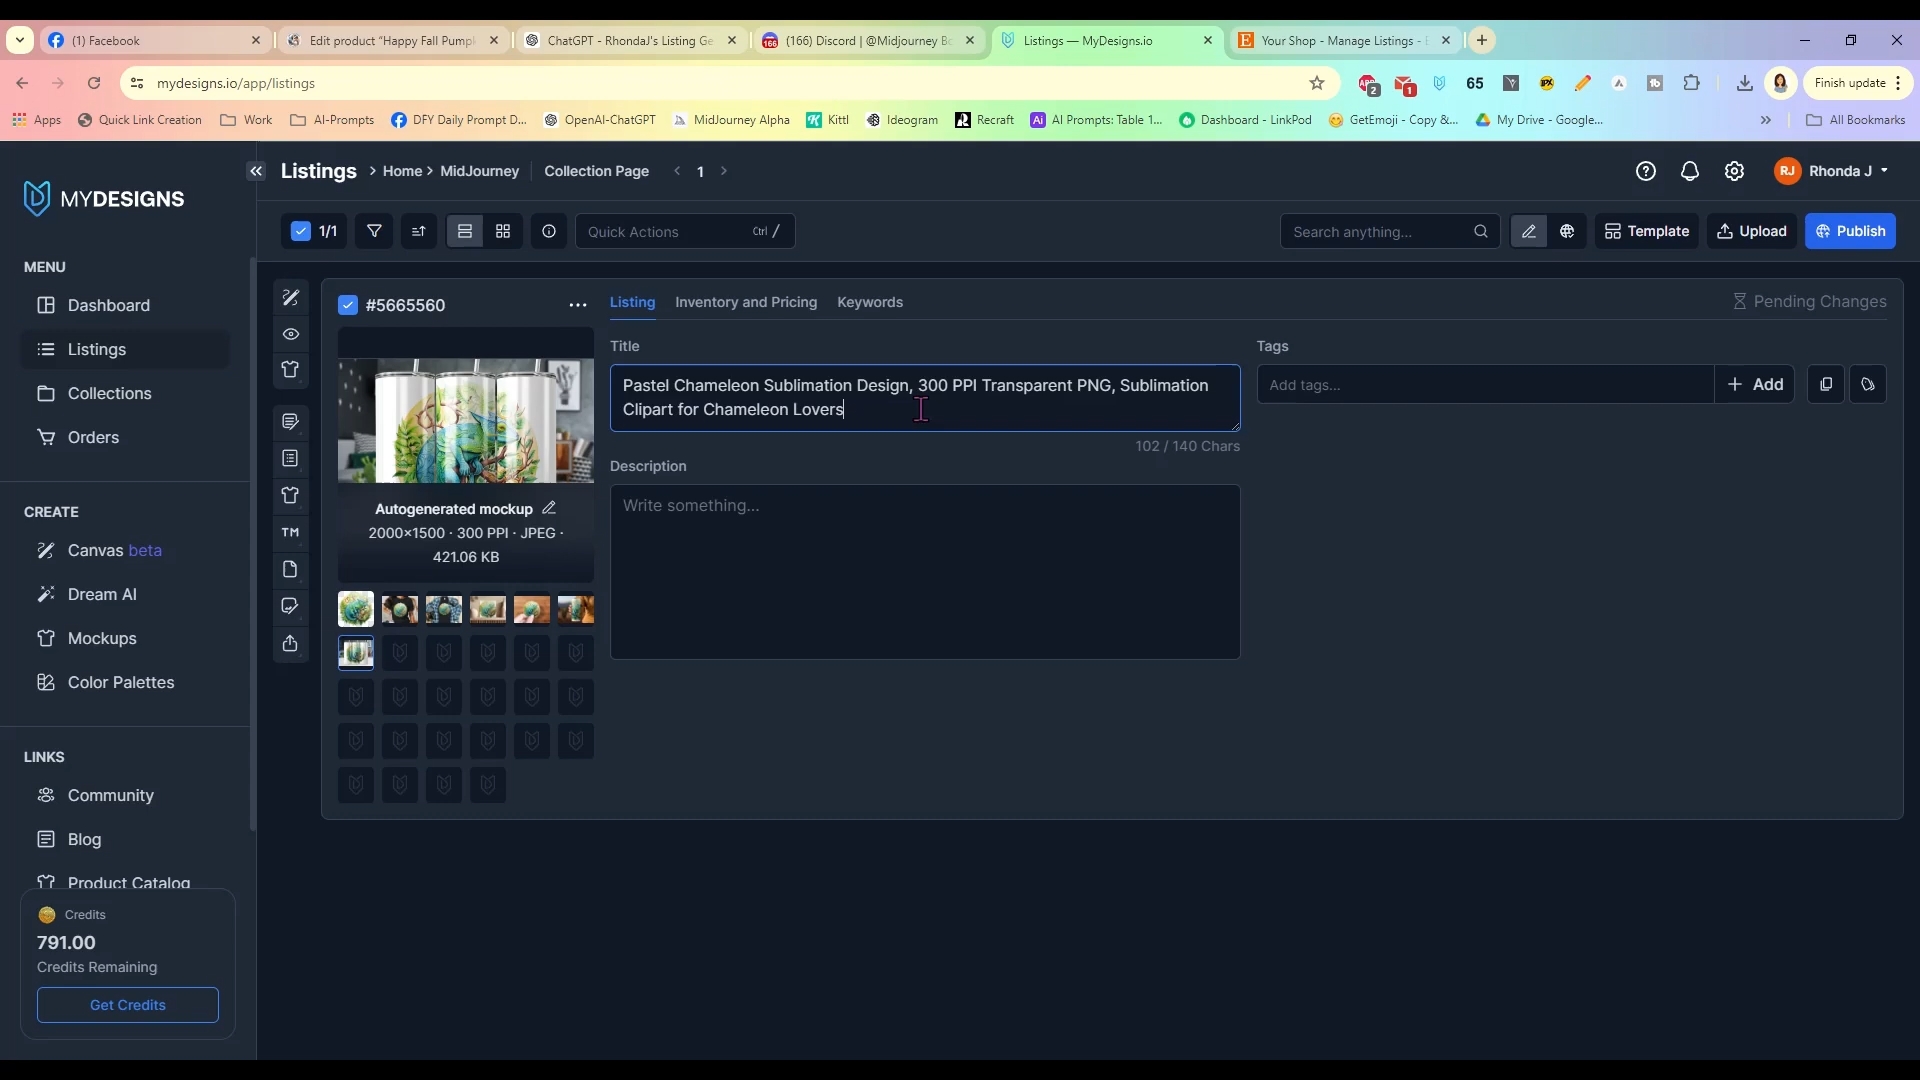 (1) Facebook
Edit product "Happy Fall Pump
ChatGPT - RhondaJ's Listing Ge
(166) Discord | @Midjourney Bo
Listings — MyDesigns.io
Your Shop - Manage Listings -
mydesigns.io/app/listings
2
1
65
Finish update
Apps
Quick Link Creation
Work
AI-Prompts
DFY Daily Prompt D...
OpenAI-ChatGPT
MidJourney Alpha
Kittl
Ideogram
Recraft
AI Prompts: Table 1...
Dashboard - LinkPod
GetEmoji - Copy &...
My Drive - Google...
»
All Bookmarks
MYDESIGNS
Listings > Home > MidJourney
Collection Page
< 1 >
RJ Rhonda J
1/1
Quick Actions
Ctrl /
Search anything...
Template
Upload
Publish
MENU
Dashboard
Listings
Collections
Orders
CREATE
Canvas beta
Dream AI
Mockups
Color Palettes
LINKS
Community
Blog
Product Catalog
Credits
791.00
Credits Remaining
Get Credits
TM
#5665560
Autogenerated mockup
2000×1500 · 300 PPI · JPEG ·
421.06 KB
Listing
Inventory and Pricing
Keywords
Pending Changes
Title
Pastel Chameleon Sublimation Design, 300 PPI Transparent PNG, Sublimation
Clipart for Chameleon Lovers
102 / 140 Chars
Description
Write something...
Tags
Add tags...
+ Add